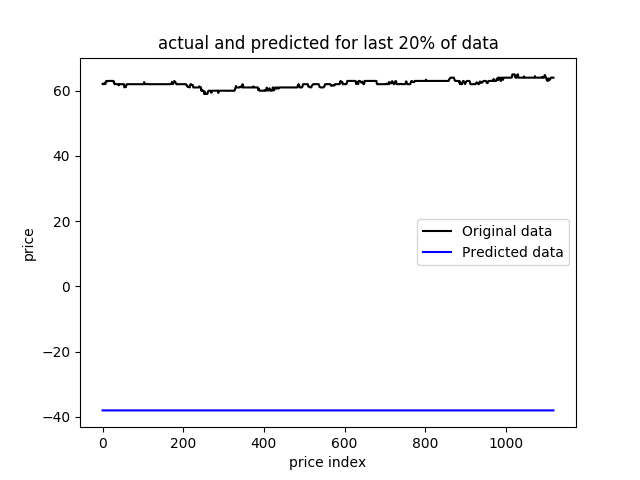 actual and predicted for last 20% of data
60
40
20
0
−20
−40
price
Original data
Predicted data
0 200 400 600 800 1000
price index